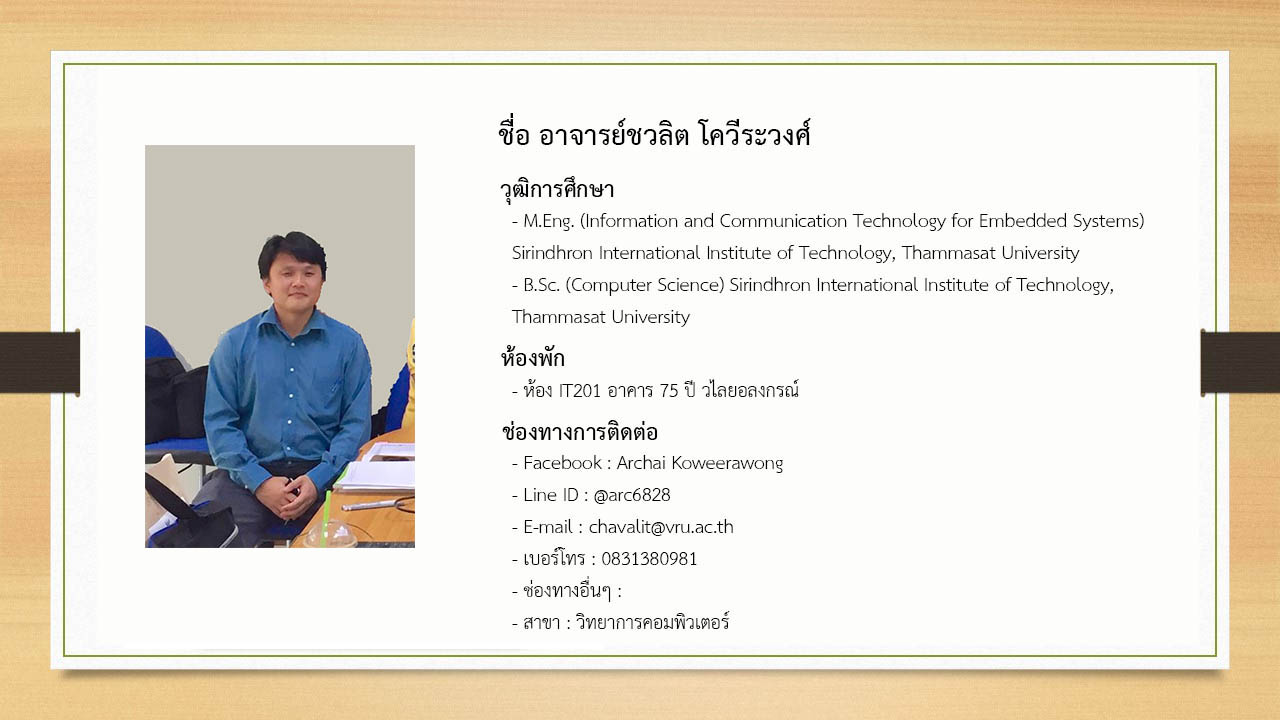 ชื่อ อาจารย์ชวลิต โควีระวงศ์
วุฒิการศึกษา
- M.Eng. (Information and Communication Technology for Embedded Systems)
Sirindhron International Institute of Technology, Thammasat University
- B.Sc. (Computer Science) Sirindhron International Institute of Technology,
Thammasat University
ห้องพัก
- ห้อง IT201 อาคาร 75 ปี วไลยอลงกรณ์
ช่องทางการติดต่อ
- Facebook : Archai Koweerawong
- Line ID : @arc6828
- E-mail : chavalit@vru.ac.th
- เบอร์โทร : 0831380981
- ช่องทางอื่นๆ :
- สาขา : วิทยาการคอมพิวเตอร์